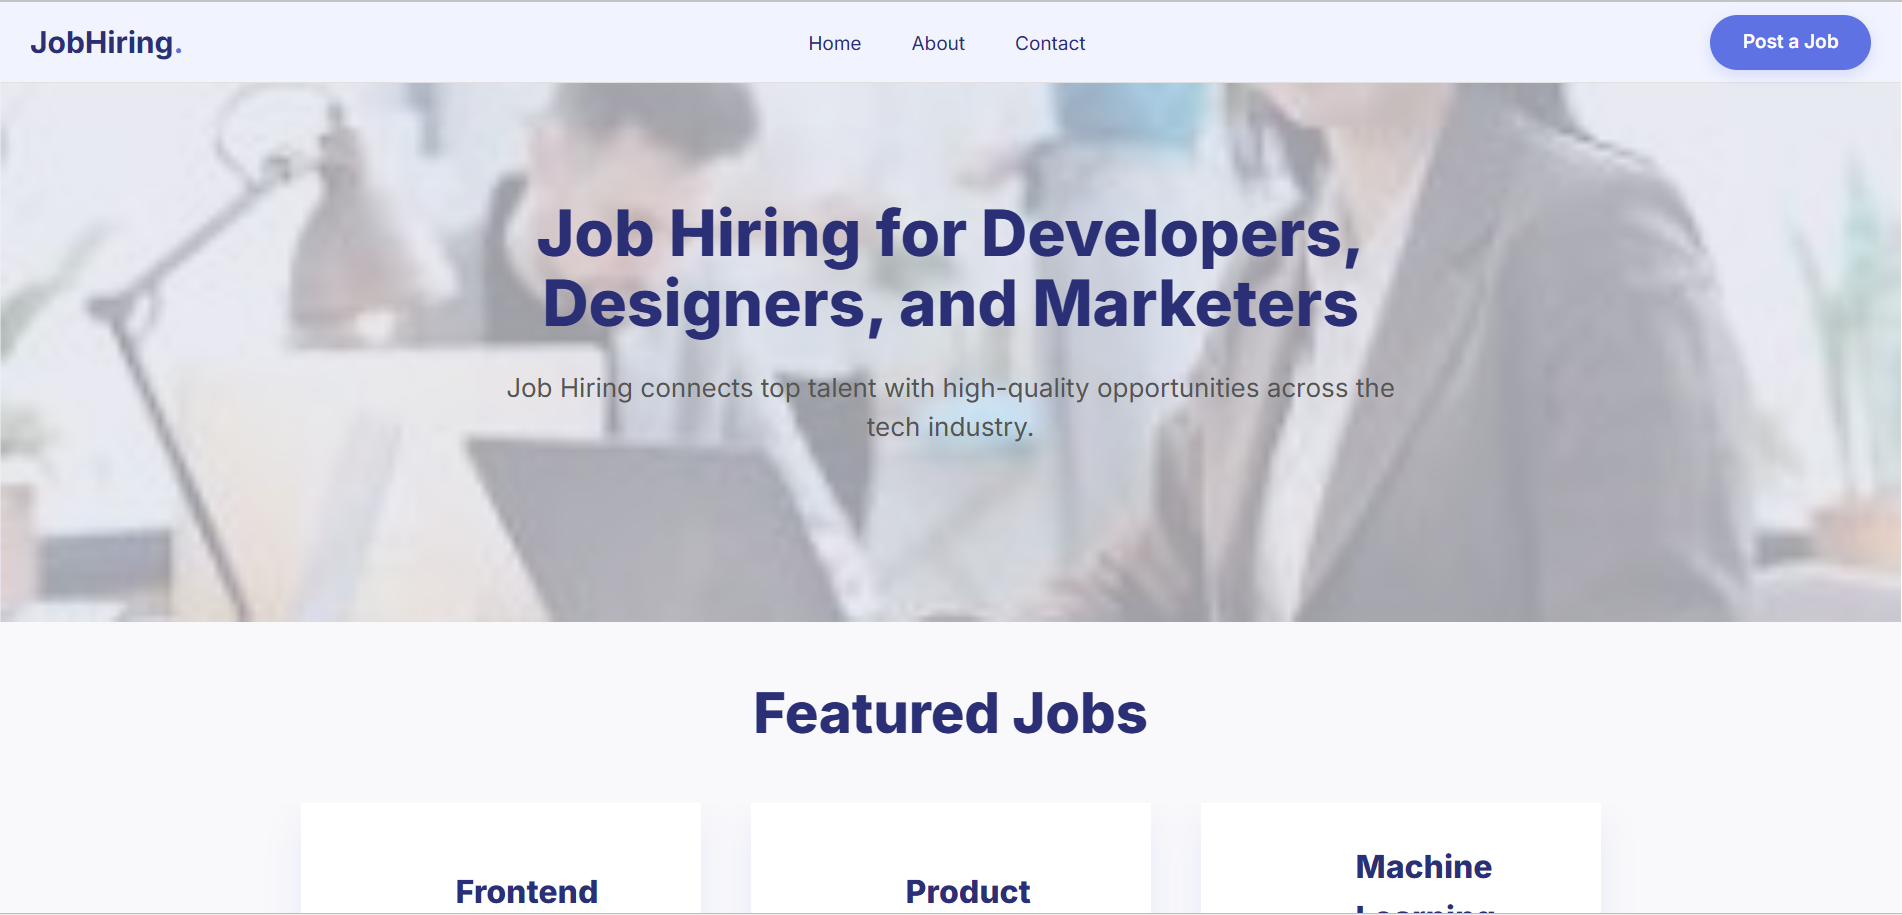 JobHiring.
Home About Contact
Post a Job
Job Hiring for Developers,
Designers, and Marketers
Job Hiring connects top talent with high-quality opportunities across the
tech industry.
Featured Jobs
Frontend
Product
Machine
Learning